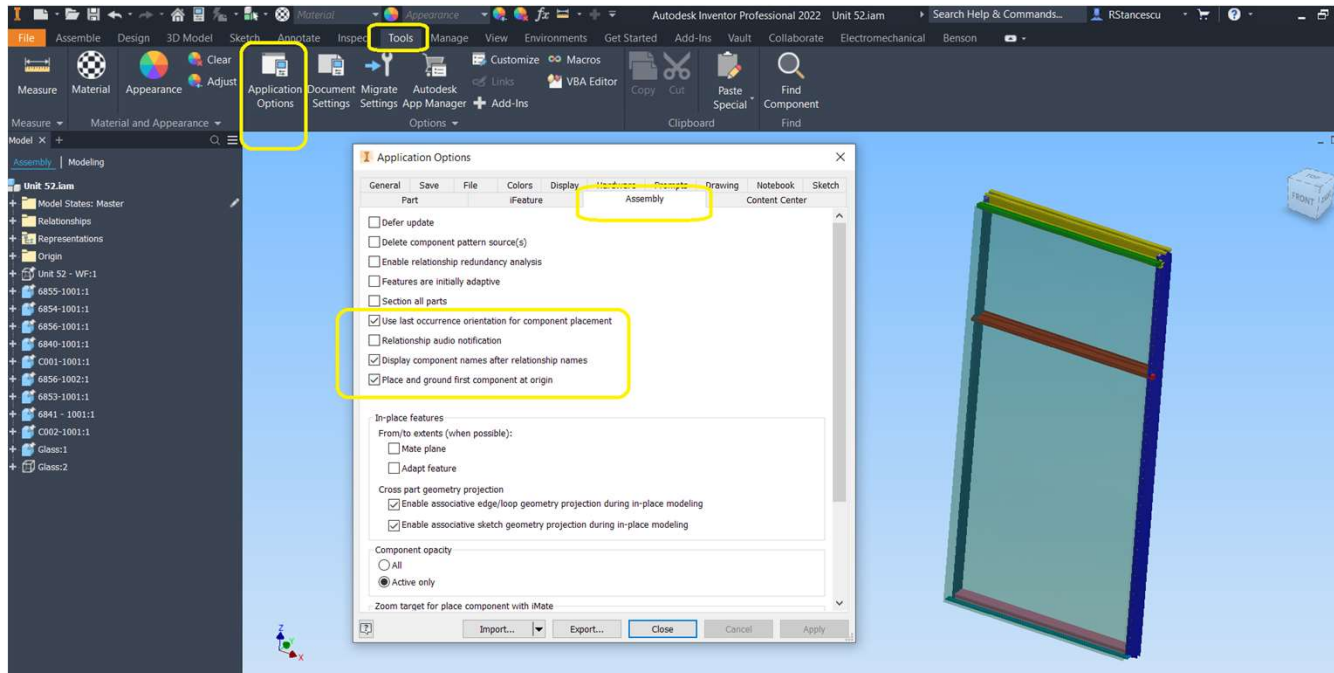 Material
Appearance
fx
Autodesk Inventor Professional 2022 Unit 52.iam
Search Help & Commands...
RStancescu
File Assemble Design 3D Model Sketch Annotate Inspect Tools Manage View Environments Get Started Add-Ins Vault Collaborate Electromechanical Benson
Measure
Material
Appearance
Clear
Adjust
Application Options
Document Settings
Migrate Settings
Autodesk App Manager
Customize
Links
Add-Ins
Macros
VBA Editor
Copy
Cut
Paste Special
Find Component
Measure
Material and Appearance
Options
Clipboard
Find
Model
Assembly | Modeling
Unit 52.iam
Model States: Master
Relationships
Representations
Origin
Unit 52 - WF:1
6855-1001:1
6854-1001:1
6856-1001:1
6840-1001:1
C001-1001:1
6856-1002:1
6853-1001:1
6841 - 1001:1
C002-1001:1
Glass:1
Glass:2
Application Options
General Save File Colors Display Hardware Prompts Drawing Notebook Sketch
Part iFeature Assembly Content Center
Defer update
Delete component pattern source(s)
Enable relationship redundancy analysis
Features are initially adaptive
Section all parts
Use last occurrence orientation for component placement
Relationship audio notification
Display component names after relationship names
Place and ground first component at origin
In-place features
From/to extents (when possible):
Mate plane
Adapt feature
Cross part geometry projection
Enable associative edge/loop geometry projection during in-place modeling
Enable associative sketch geometry projection during in-place modeling
Component opacity
All
Active only
Zoom target for place component with iMate
Import... Export... Close Cancel Apply
FRONT
Z
X